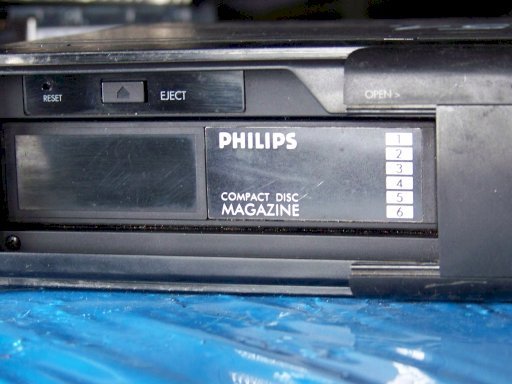 RESET
EJECT
OPEN >
PHILIPS
COMPACT DISC
MAGAZINE
1
2
3
4
5
6